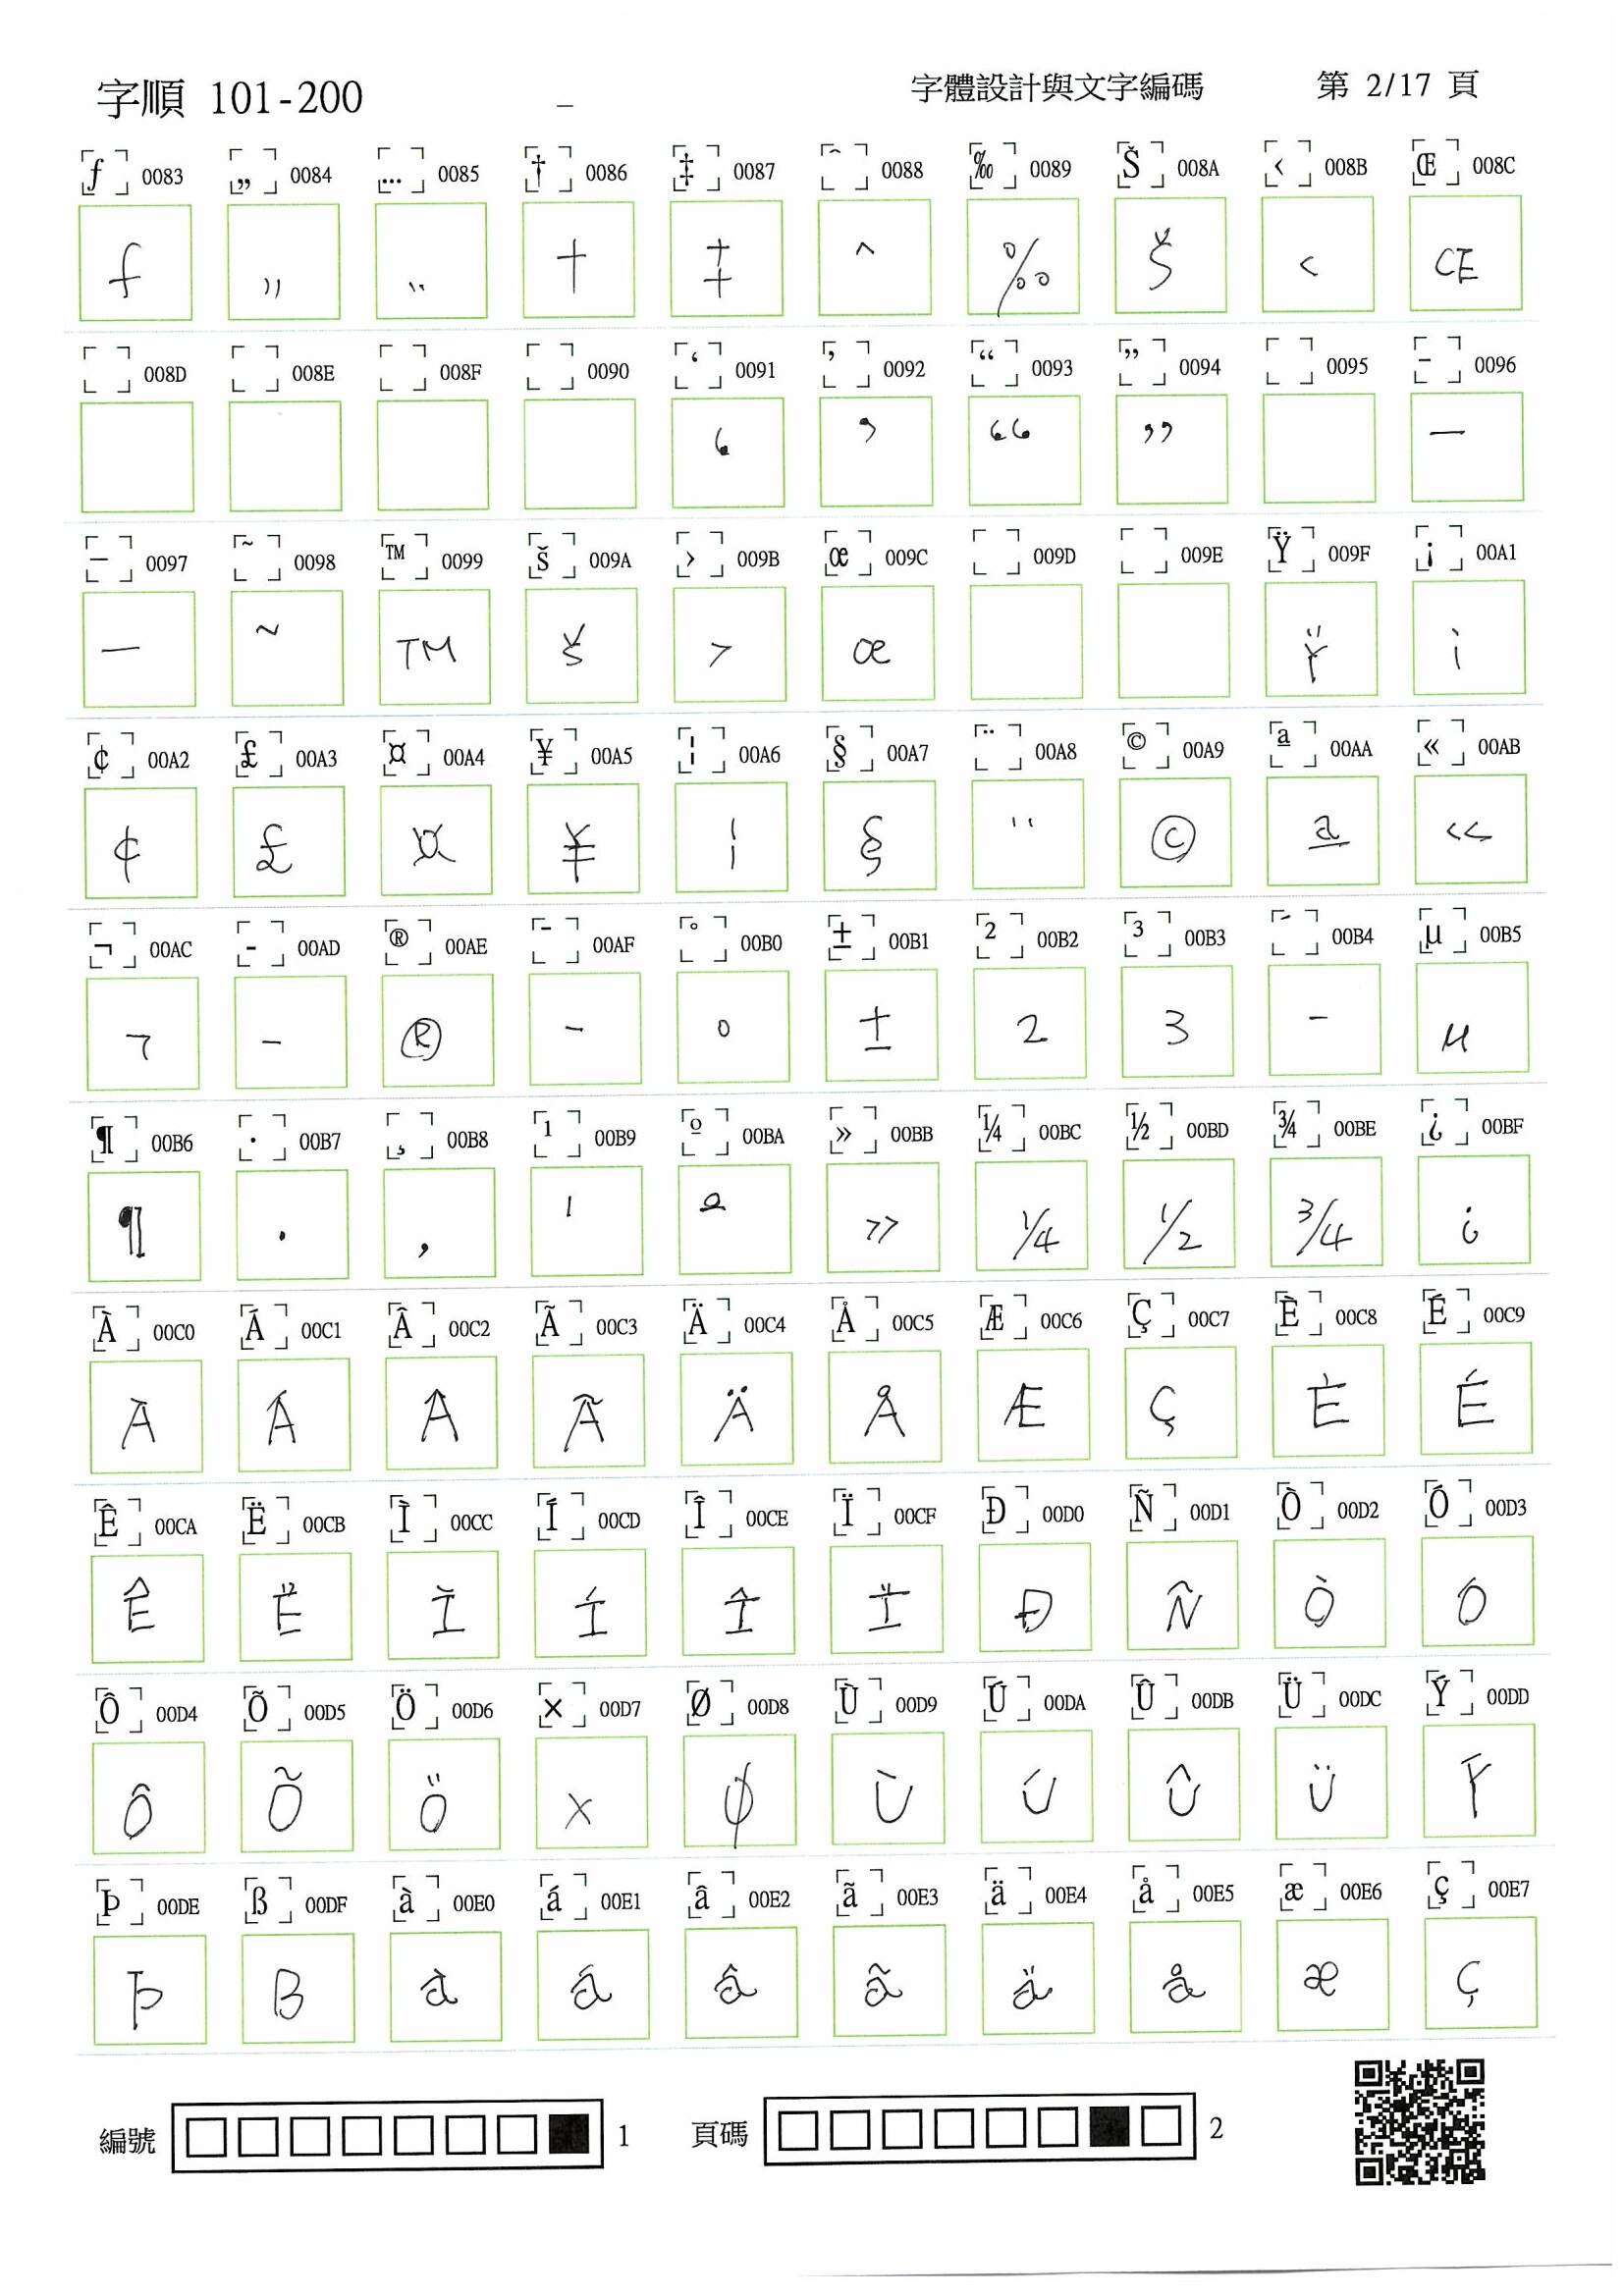 字順 101-200 字體設計與文字編碼 第 2/17 頁
ƒ 0083 „ 0084 … 0085 † 0086 ‡ 0087 ˆ 0088 ‰ 0089 Š 008A ‹ 008B Œ 008C
f „ † ‡ ^ ‰ Š < CE
008D 008E 008F 0090 ‘ 0091 ’ 0092 “ 0093 ” 0094 0095 – 0096
‘ ’ “ ” —
— 0097 ˜ 0098 ™ 0099 š 009A › 009B œ 009C 009D 009E Ÿ 009F ¡ 00A1
— ~ TM š > œ Ÿ i
¢ 00A2 £ 00A3 ¤ 00A4 ¥ 00A5 ¦ 00A6 § 00A7 ¨ 00A8 © 00A9 ª 00AA « 00AB
¢ £ ¤ ¥ ¦ § ¨ © ª <<
¬ 00AC - 00AD ® 00AE ¯ 00AF ° 00B0 ± 00B1 ² 00B2 ³ 00B3 ´ 00B4 µ 00B5
¬ - ® - ° ± 2 3 - µ
¶ 00B6 · 00B7 ¸ 00B8 ¹ 00B9 º 00BA » 00BB ¼ 00BC ½ 00BD ¾ 00BE ¿ 00BF
¶ · , ' º >> 1/4 1/2 3/4 ¿
À 00C0 Á 00C1 Â 00C2 Ã 00C3 Ä 00C4 Å 00C5 Æ 00C6 Ç 00C7 È 00C8 É 00C9
À Á Â Ã Ä Å Æ Ç È É
Ê 00CA Ë 00CB Ì 00CC Í 00CD Î 00CE Ï 00CF Ð 00D0 Ñ 00D1 Ò 00D2 Ó 00D3
Ê Ë Ì Í Î Ï Ð Ñ Ò Ó
Ô 00D4 Õ 00D5 Ö 00D6 × 00D7 Ø 00D8 Ù 00D9 Ú 00DA Û 00DB Ü 00DC Ý 00DD
Ô Õ Ö × Ø Ù Ú Û Ü Ý
Þ 00DE ß 00DF à 00E0 á 00E1 â 00E2 ã 00E3 ä 00E4 å 00E5 æ 00E6 ç 00E7
Þ B à á â ã ä å æ ç
編號 1 頁碼 2